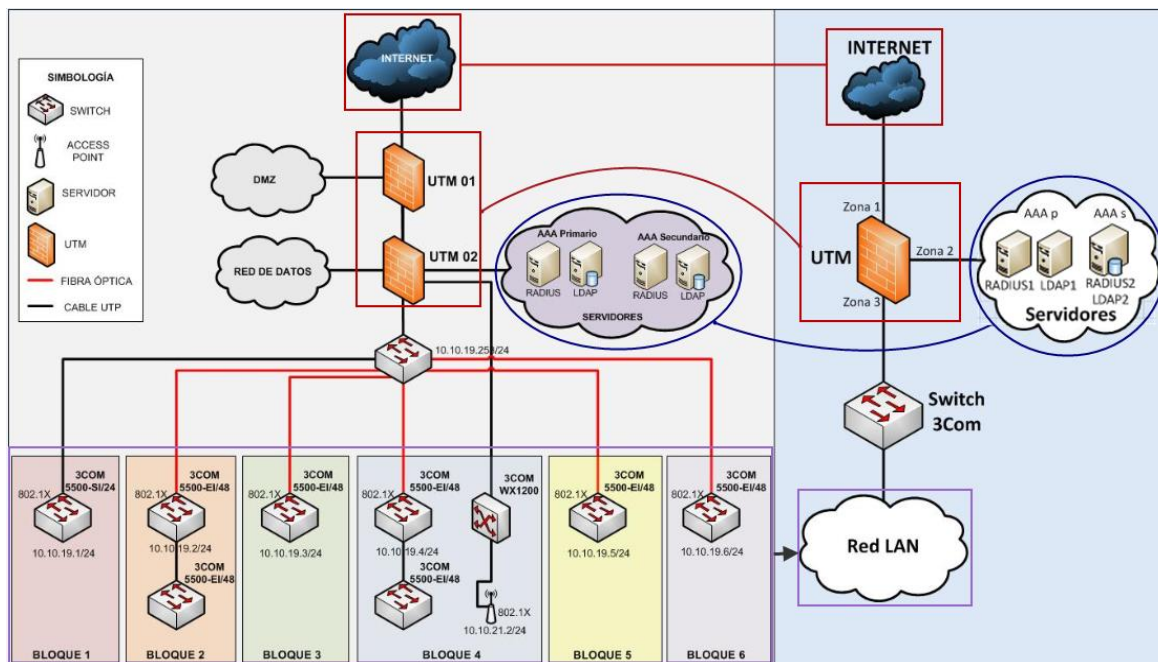 SIMBOLOGÍA
SWITCH
ACCESS
POINT
SERVIDOR
UTM
FIBRA ÓPTICA
CABLE UTP
INTERNET
DMZ
UTM 01
RED DE DATOS
UTM 02
AAA Primario
AAA Secundario
RADIUS
LDAP
RADIUS
LDAP
SERVIDORES
3COM
5500-SI/24
802.1X
10.10.19.1/24
BLOQUE 1
3COM
5500-EI/48
802.1X
10.10.19.2/24
3COM
5500-EI/48
BLOQUE 2
3COM
5500-EI/48
802.1X
10.10.19.3/24
BLOQUE 3
3COM
5500-EI/48
802.1X
10.10.19.4/24
3COM
5500-EI/48
3COM
WX1200
802.1X
10.10.21.2/24
BLOQUE 4
3COM
5500-EI/48
802.1X
10.10.19.5/24
BLOQUE 5
3COM
5500-EI/48
802.1X
10.10.19.6/24
BLOQUE 6
INTERNET
Zona 1
UTM
Zona 2
Zona 3
AAA p
AAA s
RADIUS1
LDAP1
RADIUS2
LDAP2
Servidores
Switch
3Com
Red LAN